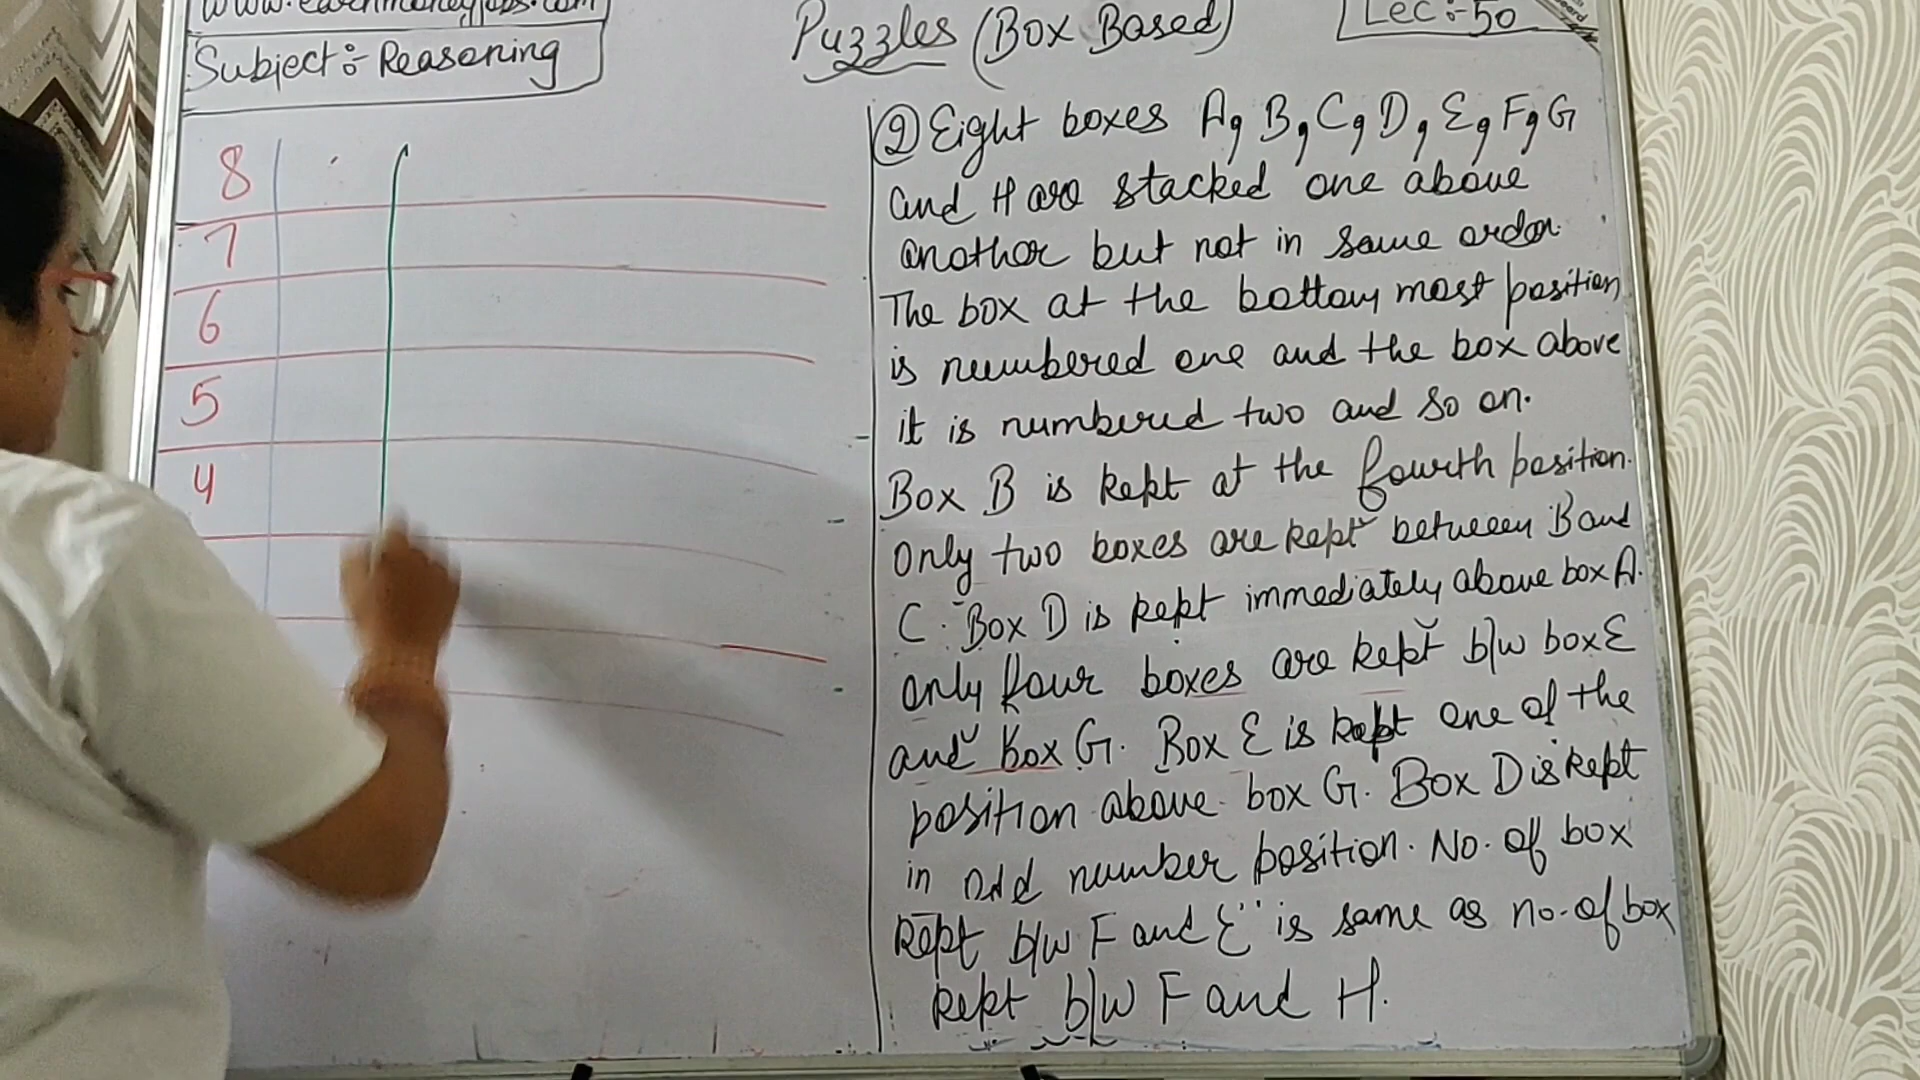 www.earnmoneyjobs.com
Subject:- Reasoning
Puzzles (Box Based)
Lec:-50
8
7
6
5
4
② Eight boxes A, B, C, D, E, F, G
and H are stacked one above
another but not in same order.
The box at the bottom most position
is numbered one and the box above
it is numbered two and so on.
Box B is kept at the fourth position.
only two boxes are kept between B and
C. Box D is kept immediately above box A.
only four boxes are kept b/w box E
and box G. Box E is kept one of the
position above box G. Box D is kept
in odd number position. No. of box
kept b/w F and E is same as no. of box
kept b/w F and H.